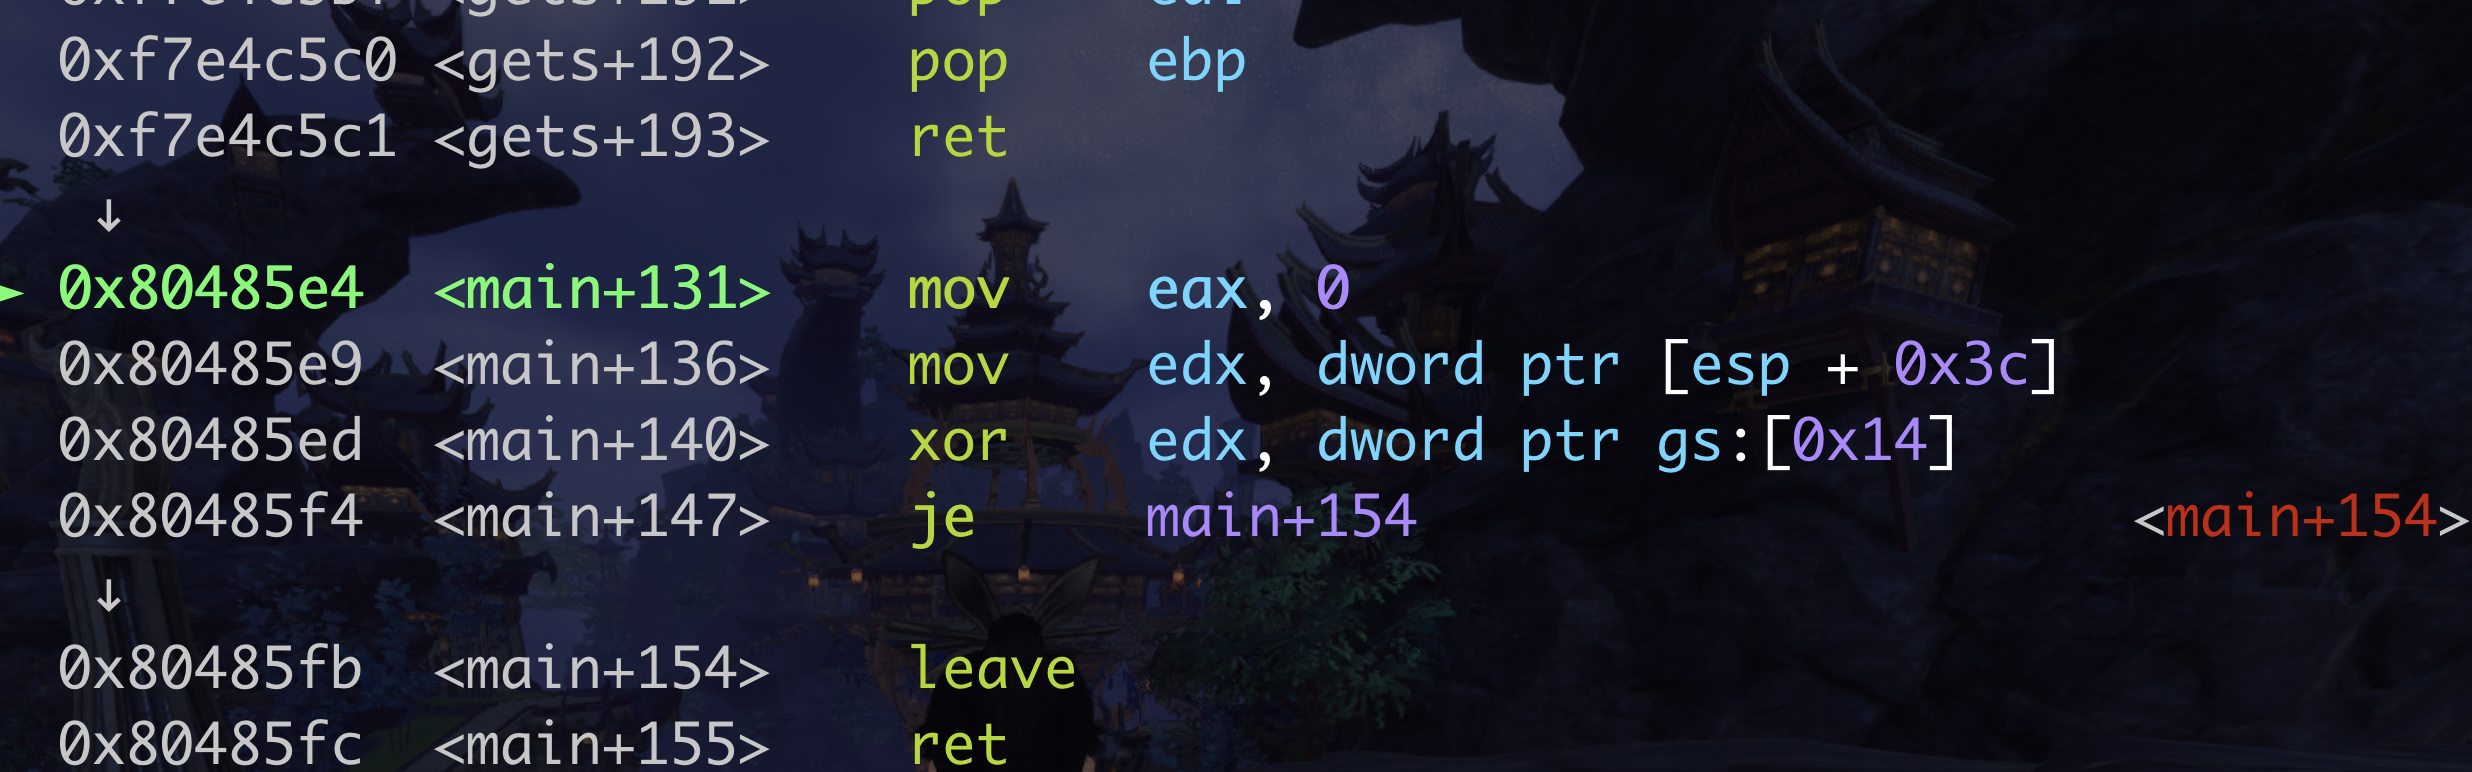 0xf7e4c5c0 <gets+192> pop ebp
0xf7e4c5c1 <gets+193> ret
↓
► 0x80485e4 <main+131> mov eax, 0
0x80485e9 <main+136> mov edx, dword ptr [esp + 0x3c]
0x80485ed <main+140> xor edx, dword ptr gs:[0x14]
0x80485f4 <main+147> je main+154 <main+154>
↓
0x80485fb <main+154> leave
0x80485fc <main+155> ret